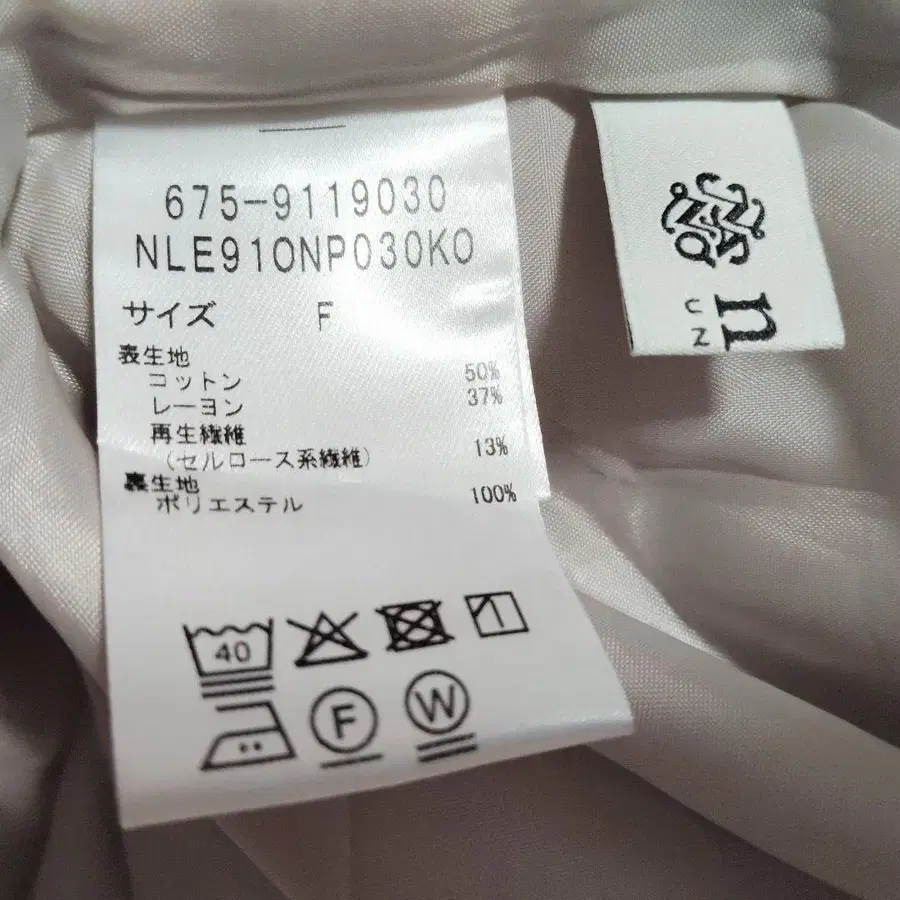 675-9119030
NLE910NP030KO
サイズ F
表生地
コットン 50%
レーヨン 37%
再生繊維
(セルロース系繊維) 13%
裏生地
ポリエステル 100%
40
F
W
n
C
Z